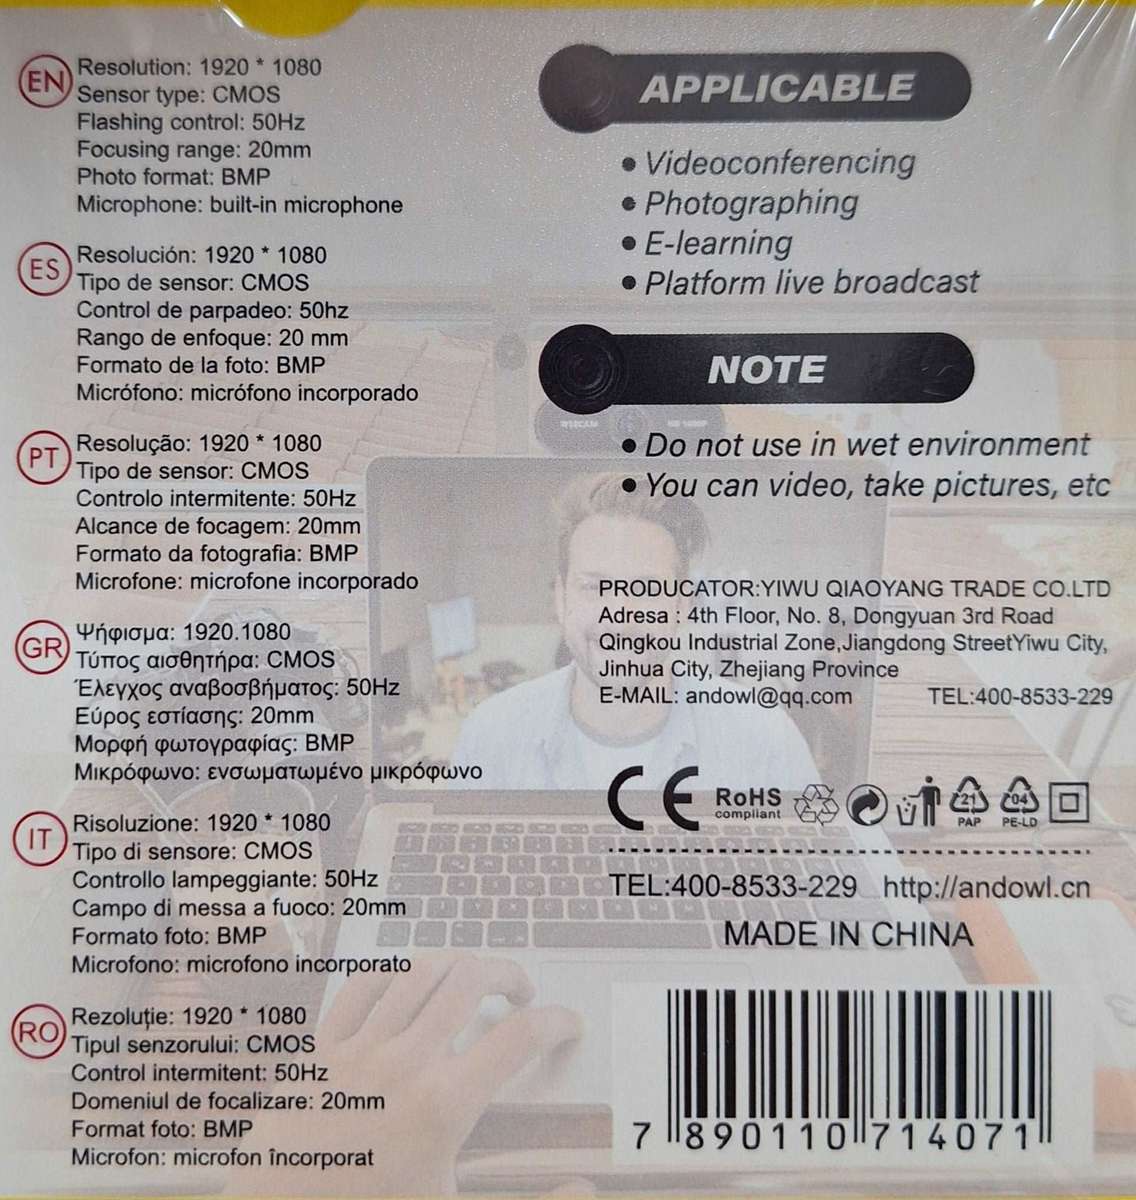 EN
Resolution: 1920 * 1080
Sensor type: CMOS
Flashing control: 50Hz
Focusing range: 20mm
Photo format: BMP
Microphone: built-in microphone
ES
Resolución: 1920 * 1080
Tipo de sensor: CMOS
Control de parpadeo: 50hz
Rango de enfoque: 20 mm
Formato de la foto: BMP
Micrófono: micrófono incorporado
PT
Resolução: 1920 * 1080
Tipo de sensor: CMOS
Controlo intermitente: 50Hz
Alcance de focagem: 20mm
Formato da fotografia: BMP
Microfone: microfone incorporado
GR
Ψήφισμα: 1920.1080
Τύπος αισθητήρα: CMOS
Έλεγχος αναβοσβήματος: 50Hz
Εύρος εστίασης: 20mm
Μορφή φωτογραφίας: BMP
Μικρόφωνο: ενσωματωμένο μικρόφωνο
IT
Risoluzione: 1920 * 1080
Tipo di sensore: CMOS
Controllo lampeggiante: 50Hz
Campo di messa a fuoco: 20mm
Formato foto: BMP
Microfono: microfono incorporato
RO
Rezoluție: 1920 * 1080
Tipul senzorului: CMOS
Control intermitent: 50Hz
Domeniul de focalizare: 20mm
Format foto: BMP
Microfon: microfon încorporat
APPLICABLE
• Videoconferencing
• Photographing
• E-learning
• Platform live broadcast
NOTE
WEBCAM HD 1080P
• Do not use in wet environment
• You can video, take pictures, etc
PRODUCATOR:YIWU QIAOYANG TRADE CO.LTD
Adresa : 4th Floor, No. 8, Dongyuan 3rd Road
Qingkou Industrial Zone,Jiangdong StreetYiwu City,
Jinhua City, Zhejiang Province
E-MAIL: andowl@qq.com TEL:400-8533-229
CE RoHS compliant 21 PAP 04 PE-LD
TEL:400-8533-229 http://andowl.cn
MADE IN CHINA
7 890110 714071